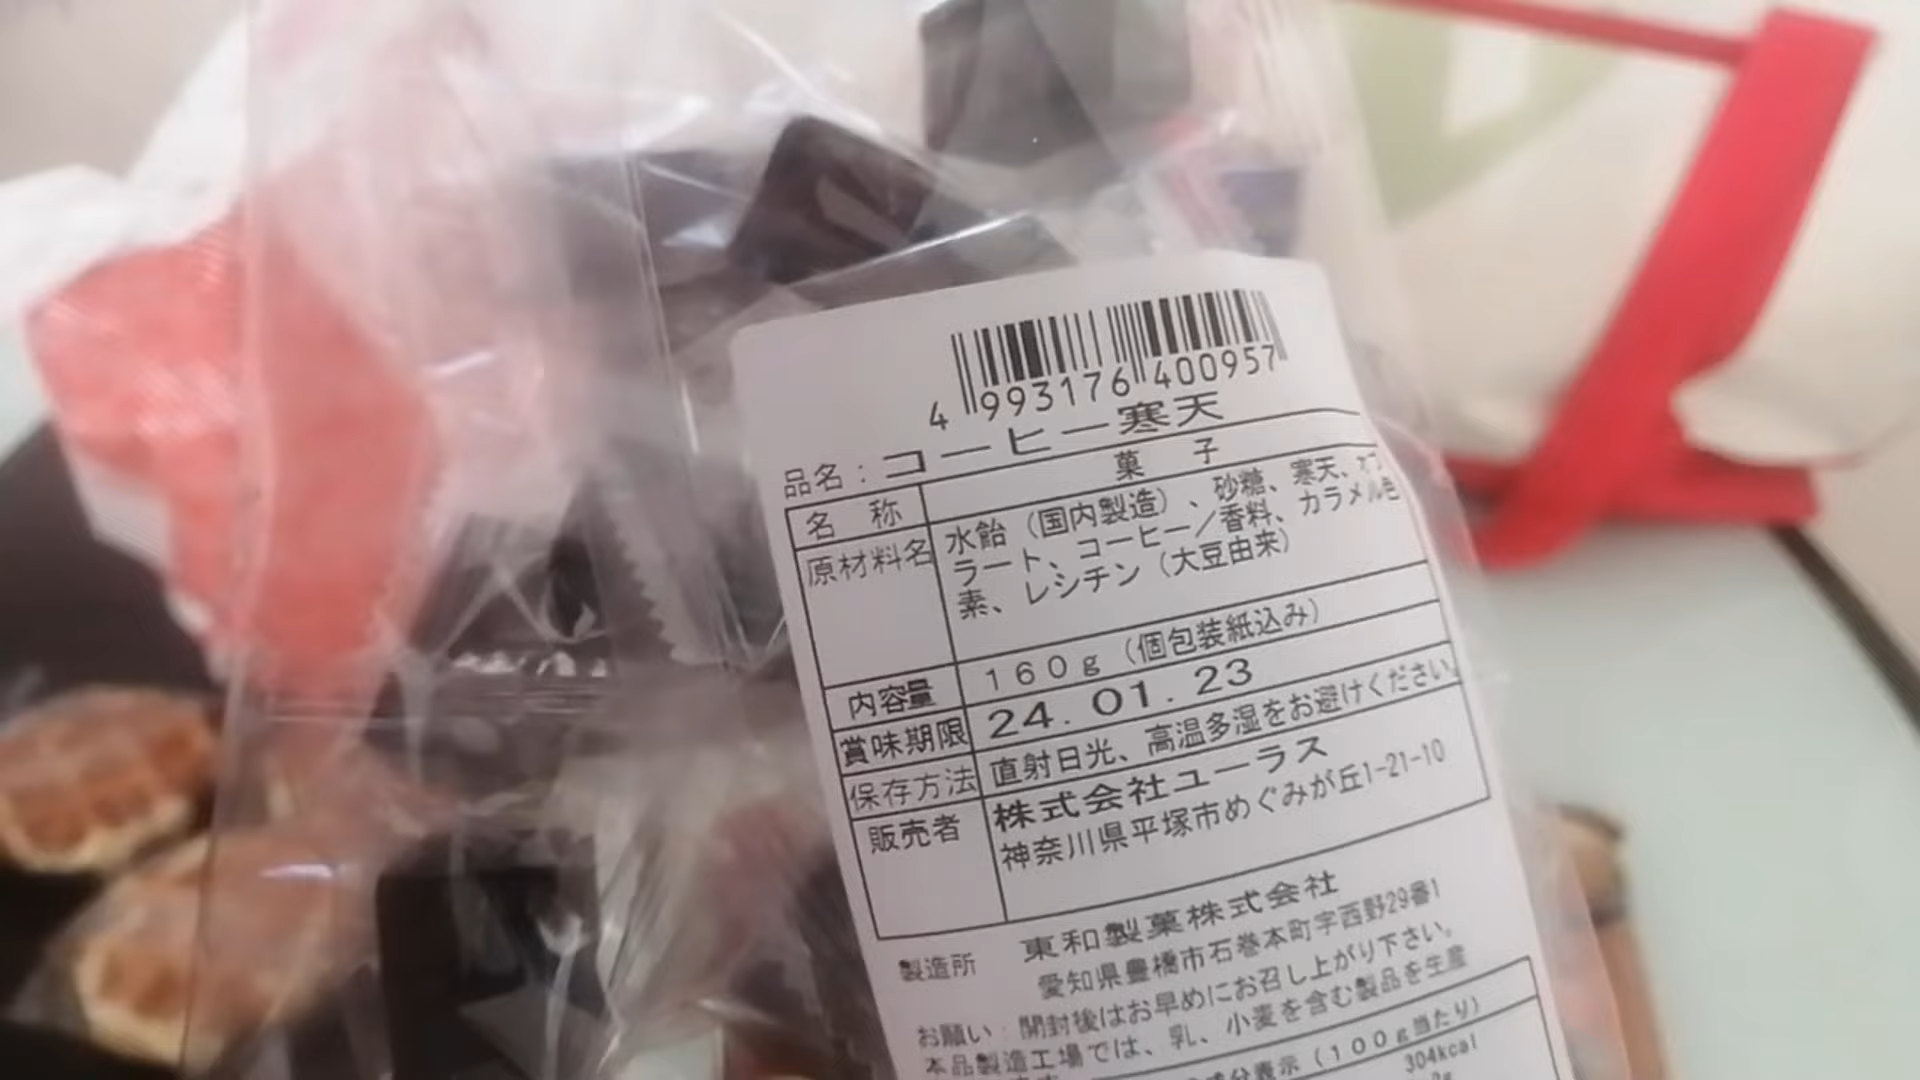 4 993176 400957
品名：コーヒー寒天
名　称　菓　子
原材料名　水飴（国内製造）、砂糖、寒天、オブ
ラート、コーヒー／香料、カラメル色
素、レシチン（大豆由来）
内容量　１６０ｇ（個包装紙込み）
賞味期限　24. 01. 23
保存方法　直射日光、高温多湿をお避けください。
販売者　株式会社ユーラス
神奈川県平塚市めぐみが丘1-21-10
製造所　東和製菓株式会社
愛知県豊橋市石巻本町字西野29番1
お願い：開封後はお早めにお召し上がり下さい。
本品製造工場では、乳、小麦を含む製品を生産
成分表示（１００ｇ当たり）
304kcal